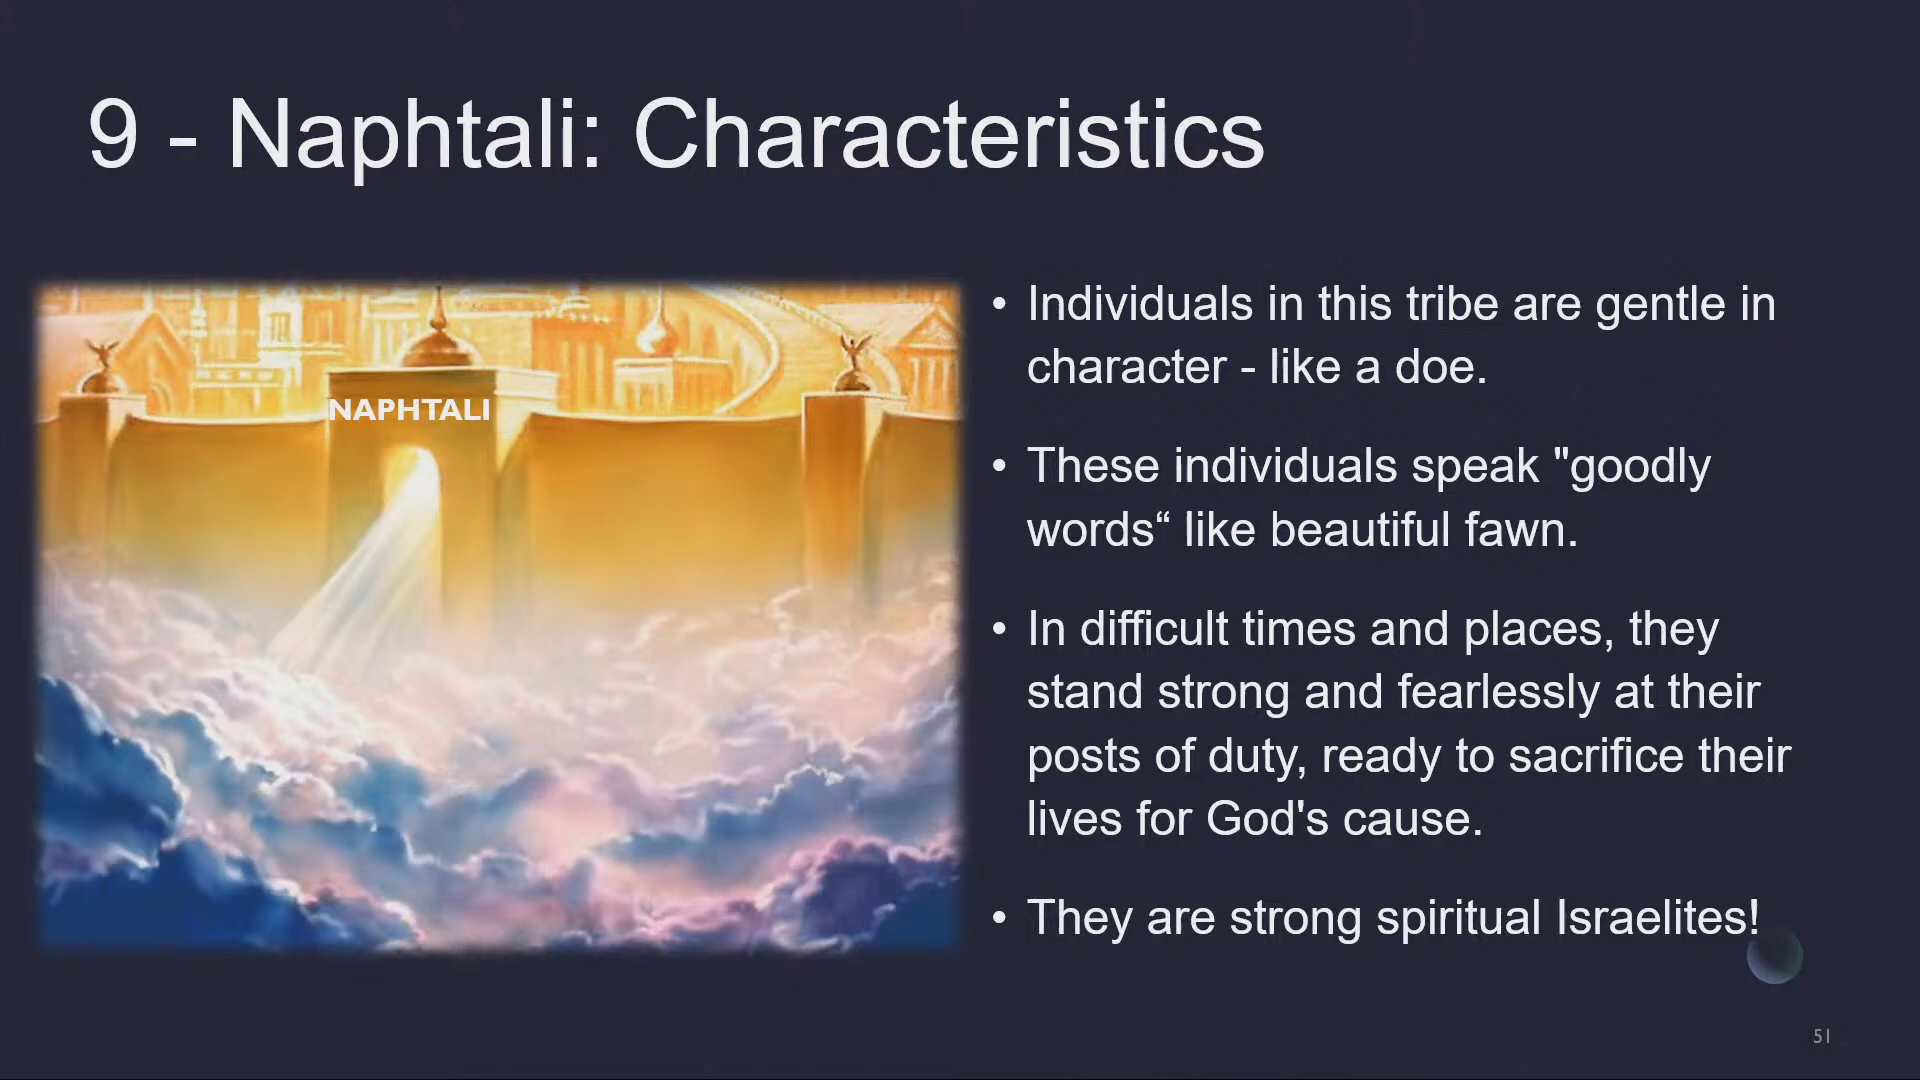 9 - Naphtali: Characteristics
NAPHTALI
• Individuals in this tribe are gentle in
character - like a doe.
• These individuals speak "goodly
words“ like beautiful fawn.
• In difficult times and places, they
stand strong and fearlessly at their
posts of duty, ready to sacrifice their
lives for God's cause.
• They are strong spiritual Israelites!
51